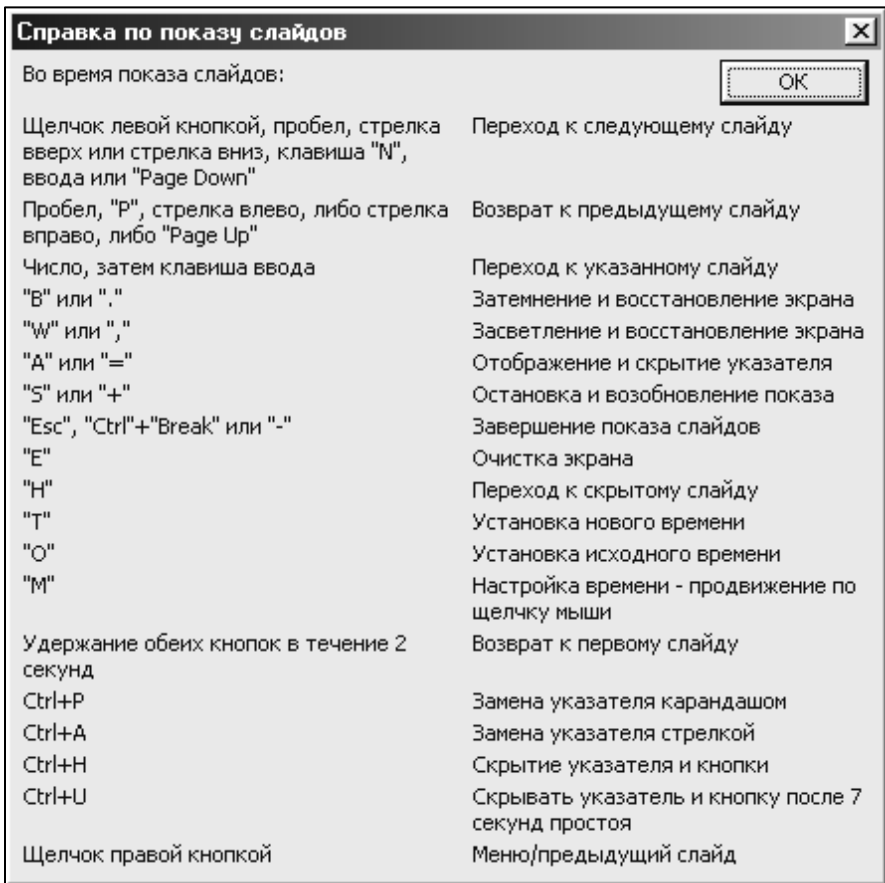 Справка по показу слайдов
Во время показа слайдов:
OK
Щелчок левой кнопкой, пробел, стрелка вверх или стрелка вниз, клавиша "N", ввода или "Page Down"
Переход к следующему слайду
Пробел, "P", стрелка влево, либо стрелка вправо, либо "Page Up"
Возврат к предыдущему слайду
Число, затем клавиша ввода
Переход к указанному слайду
"B" или "."
Затемнение и восстановление экрана
"W" или ","
Засветление и восстановление экрана
"A" или "="
Отображение и скрытие указателя
"S" или "+"
Остановка и возобновление показа
"Esc", "Ctrl"+"Break" или "-"
Завершение показа слайдов
"E"
Очистка экрана
"H"
Переход к скрытому слайду
"T"
Установка нового времени
"O"
Установка исходного времени
"M"
Настройка времени - продвижение по щелчку мыши
Удержание обеих кнопок в течение 2 секунд
Возврат к первому слайду
Ctrl+P
Замена указателя карандашом
Ctrl+A
Замена указателя стрелкой
Ctrl+H
Скрытие указателя и кнопки
Ctrl+U
Скрывать указатель и кнопку после 7 секунд простоя
Щелчок правой кнопкой
Меню/предыдущий слайд